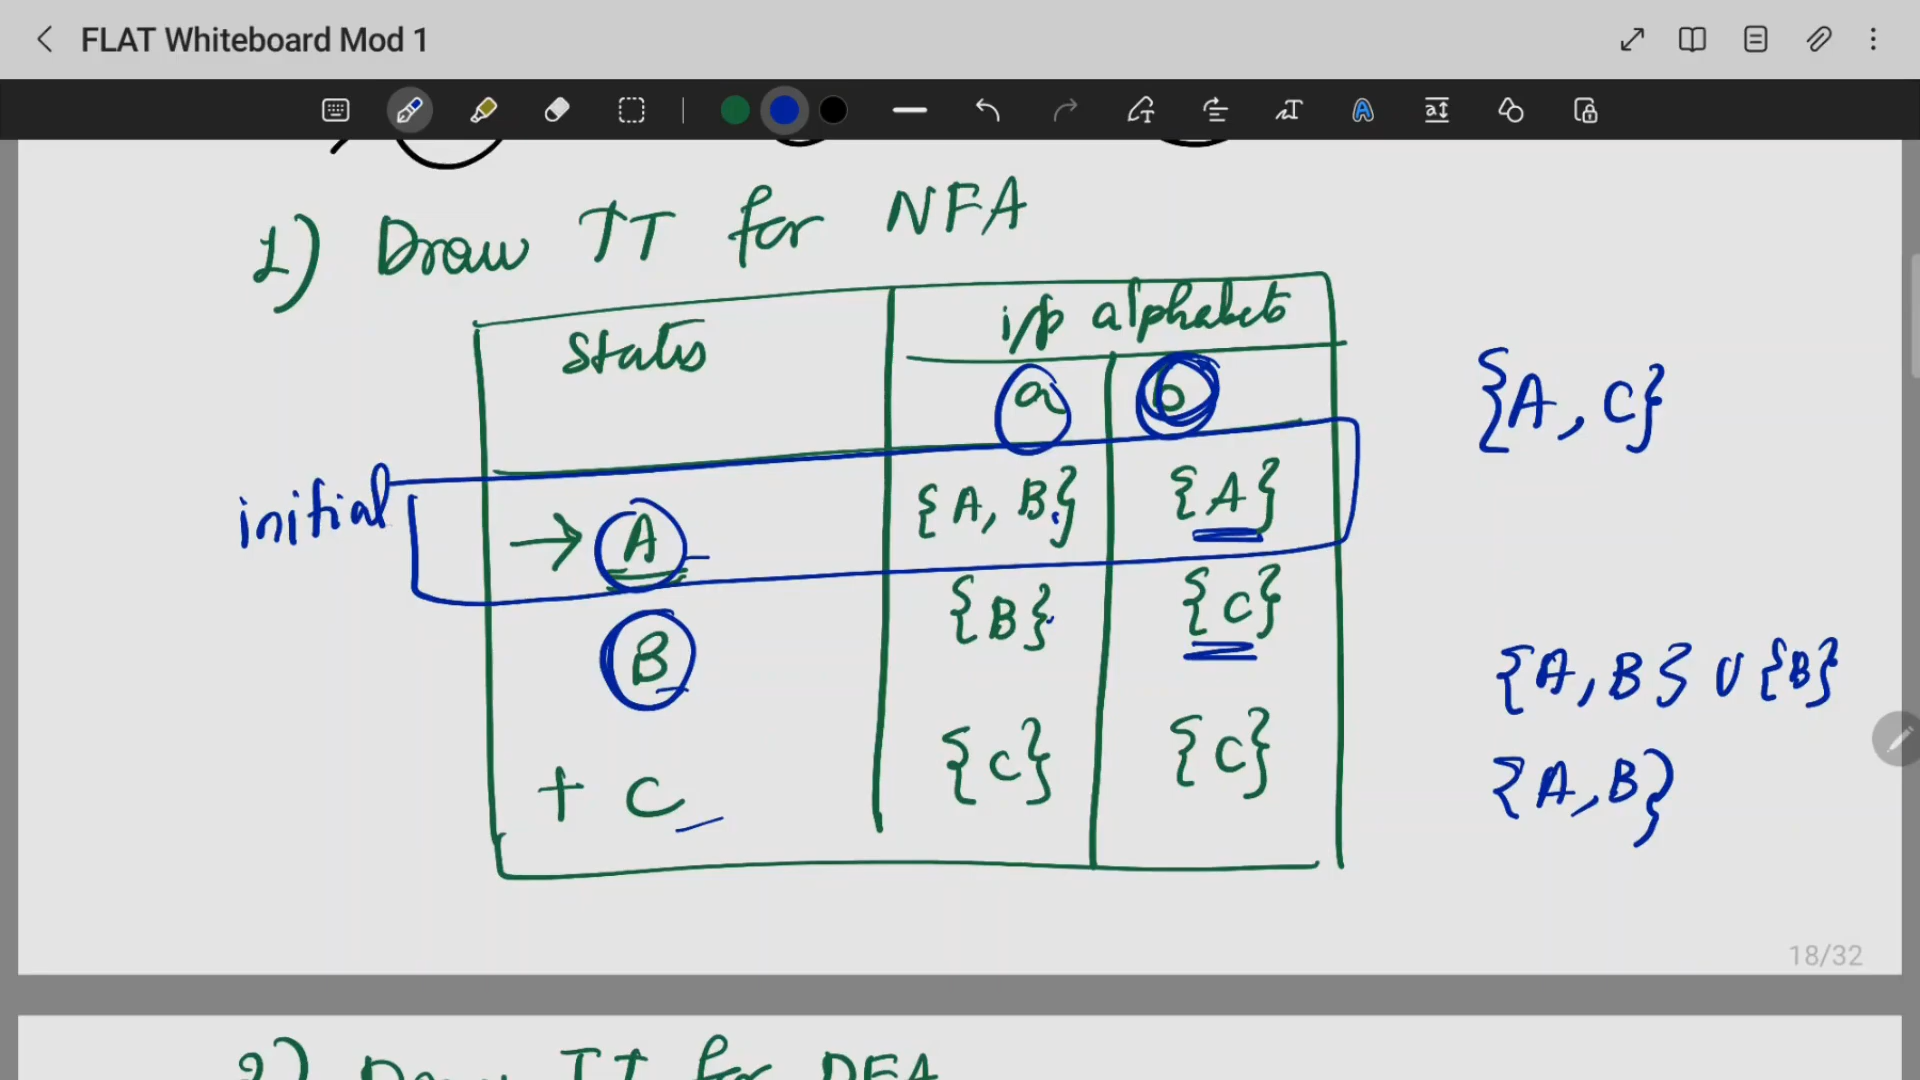 FLAT Whiteboard Mod 1
1) Draw TT for NFA
States
i/p alphabets
a b
{A, C}
initial → A {A, B} {A}
B {B} {C}
{A, B} ∪ {B}
+ C {C} {C}
{A, B}
18/32
2) Draw TT for DFA